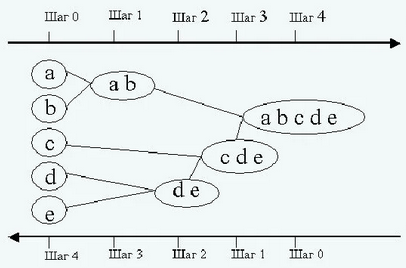 Шаг 0 Шаг 1 Шаг 2 Шаг 3 Шаг 4
a
a b
b
a b c d e
c
c d e
d
d e
e
Шаг 4 Шаг 3 Шаг 2 Шаг 1 Шаг 0